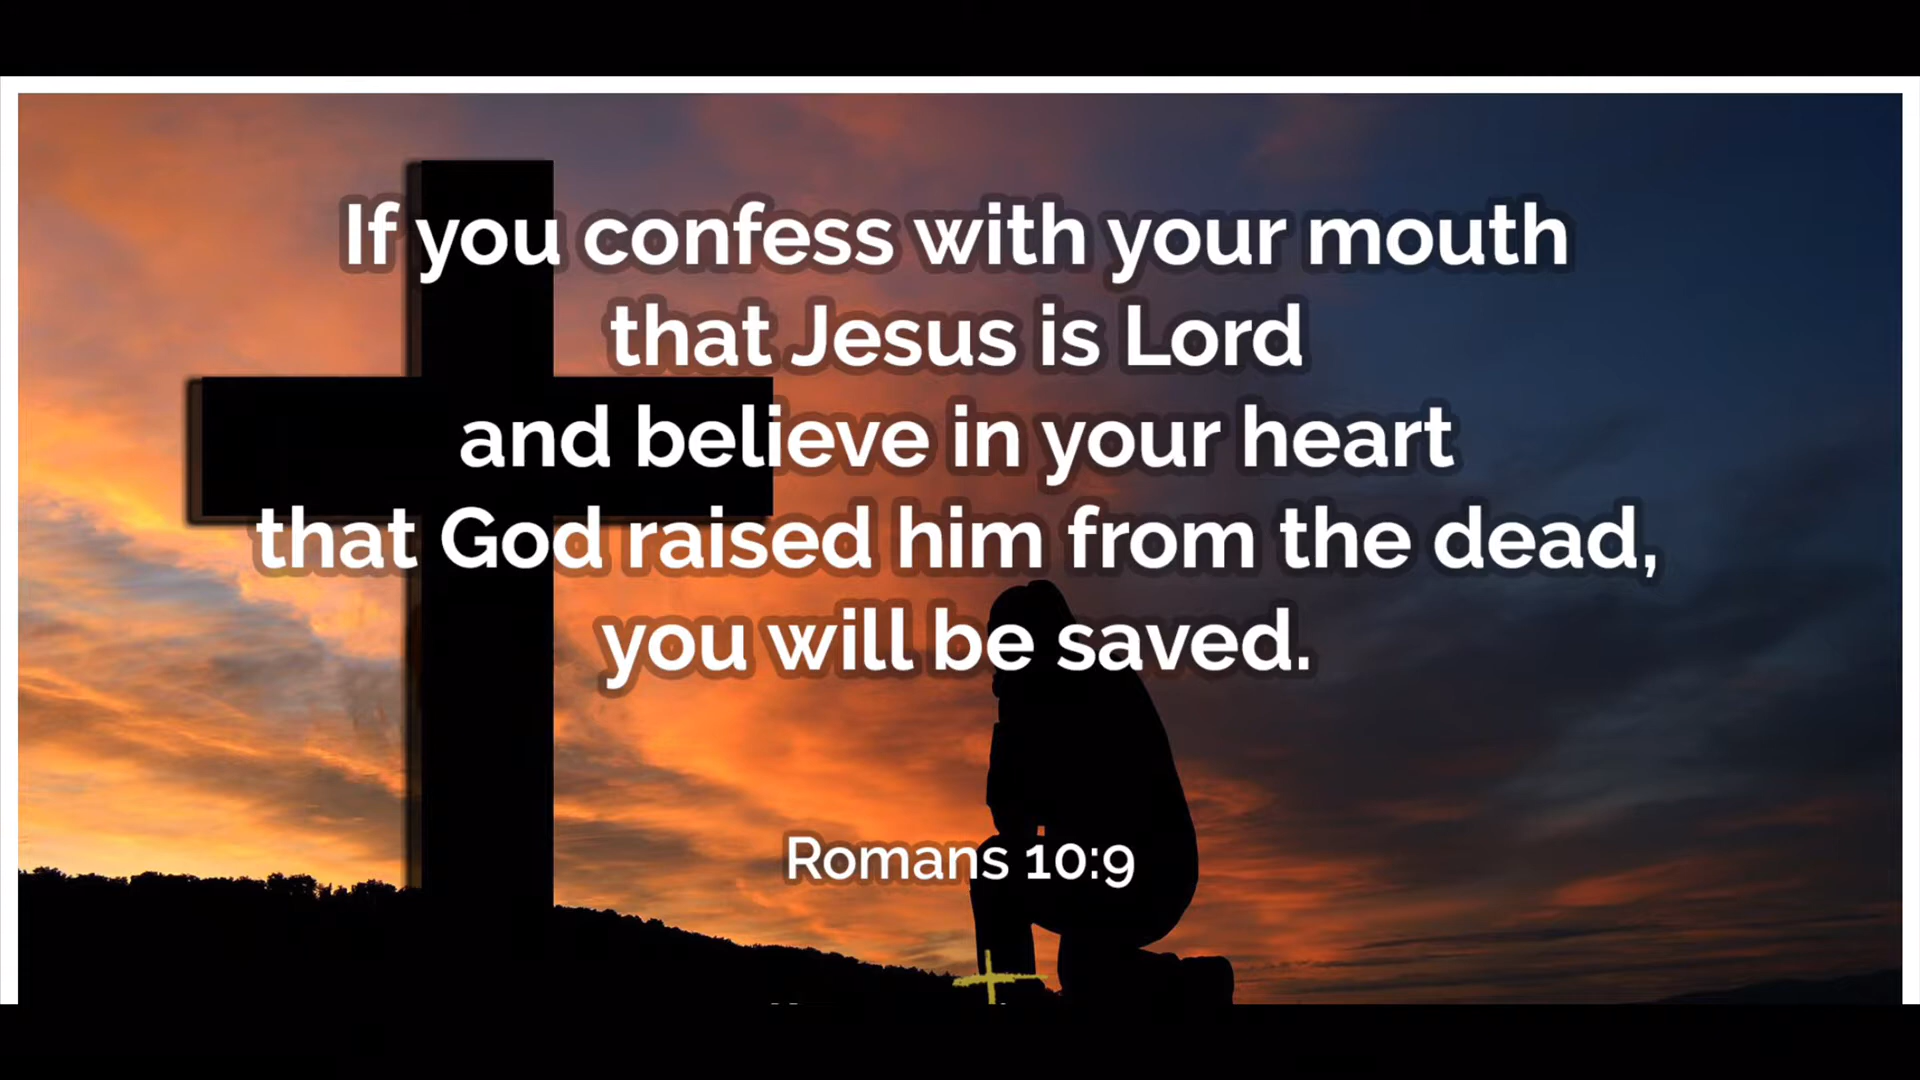 If you confess with your mouth
that Jesus is Lord
and believe in your heart
that God raised him from the dead,
you will be saved.
Romans 10:9